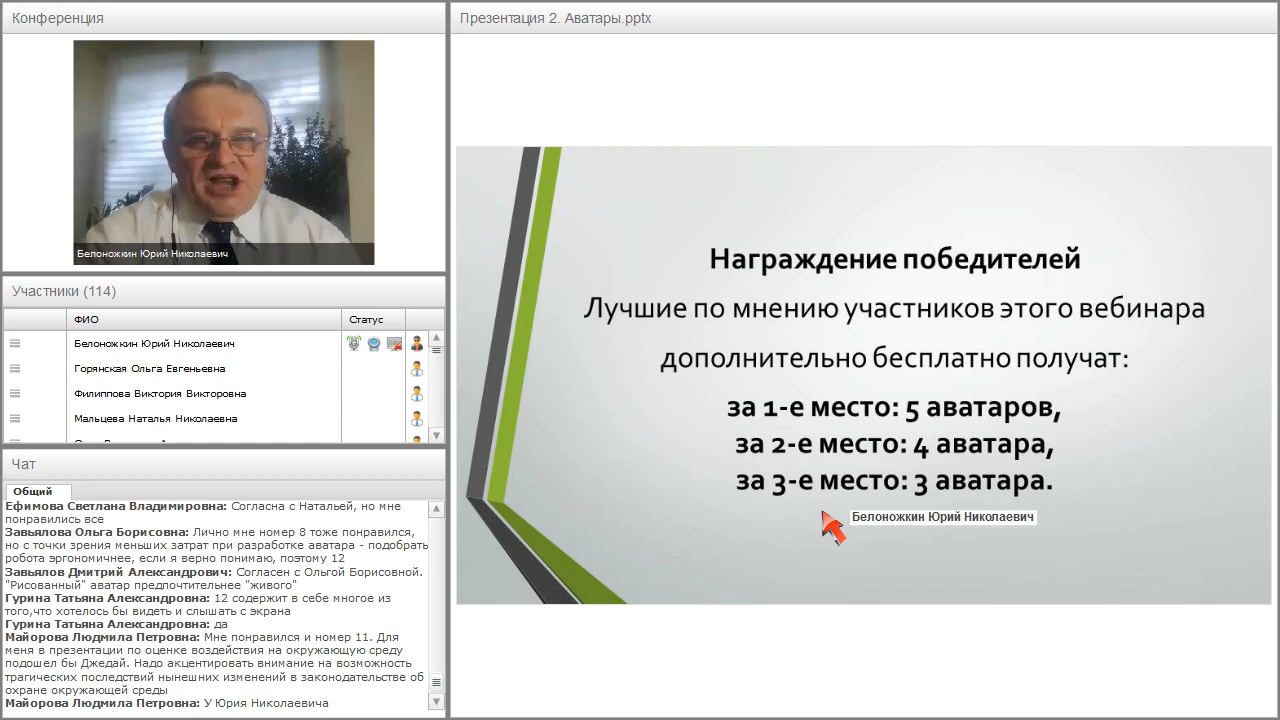 Конференция
Белоножкин Юрий Николаевич
Участники (114)
ФИО
Статус
Белоножкин Юрий Николаевич
Горянская Ольга Евгеньевна
Филиппова Виктория Викторовна
Мальцева Наталья Николаевна
Чат
Общий
Ефимова Светлана Владимировна: Согласна с Натальей, но мне
понравились все
Завьялова Ольга Борисовна: Лично мне номер 8 тоже понравился,
но с точки зрения меньших затрат при разработке аватара - подобрать
робота эргономичнее, если я верно понимаю, поэтому 12
Завьялов Дмитрий Александрович: Согласен с Ольгой Борисовной.
"Рисованный" аватар предпочтительнее "живого"
Гурина Татьяна Александровна: 12 содержит в себе многое из
того,что хотелось бы видеть и слышать с экрана
Гурина Татьяна Александровна: да
Майорова Людмила Петровна: Мне понравился и номер 11. Для
меня в презентации по оценке воздействия на окружающую среду
подошел бы Джедай. Надо акцентировать внимание на возможность
трагических последствий нынешних изменений в законодательстве об
охране окружающей среды
Майорова Людмила Петровна: У Юрия Николаевича
Презентация 2. Аватары.pptx
Награждение победителей
Лучшие по мнению участников этого вебинара
дополнительно бесплатно получат:
за 1-е место: 5 аватаров,
за 2-е место: 4 аватара,
за 3-е место: 3 аватара.
Белоножкин Юрий Николаевич